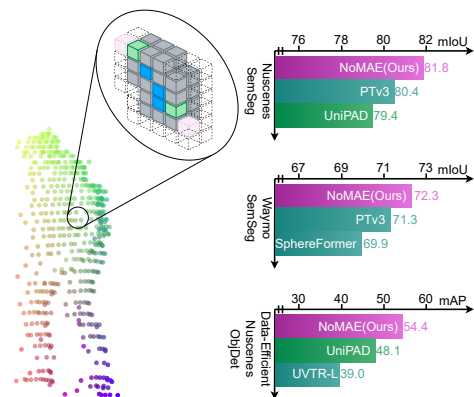 76 78 80 82 mIoU
Nuscenes
SemSeg
NoMAE(Ours) 81.8
PTv3 80.4
UniPAD 79.4
67 69 71 73 mIoU
Waymo
SemSeg
NoMAE(Ours) 72.3
PTv3 71.3
SphereFormer 69.9
30 40 50 60 mAP
Data-Efficient
Nuscenes
ObjDet
NoMAE(Ours) 54.4
UniPAD 48.1
UVTR-L 39.0